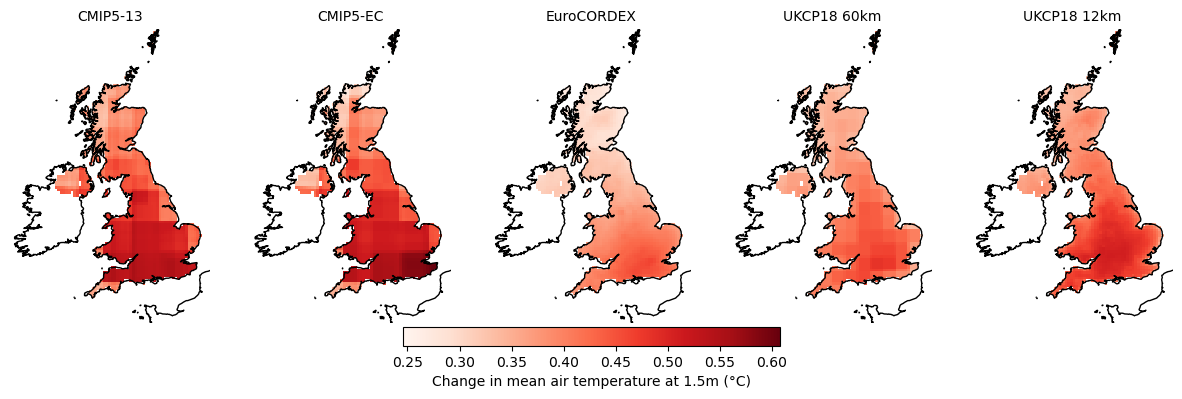 CMIP5-13 CMIP5-EC EuroCORDEX UKCP18 60km UKCP18 12km
0.25 0.30 0.35 0.40 0.45 0.50 0.55 0.60
Change in mean air temperature at 1.5m (°C)